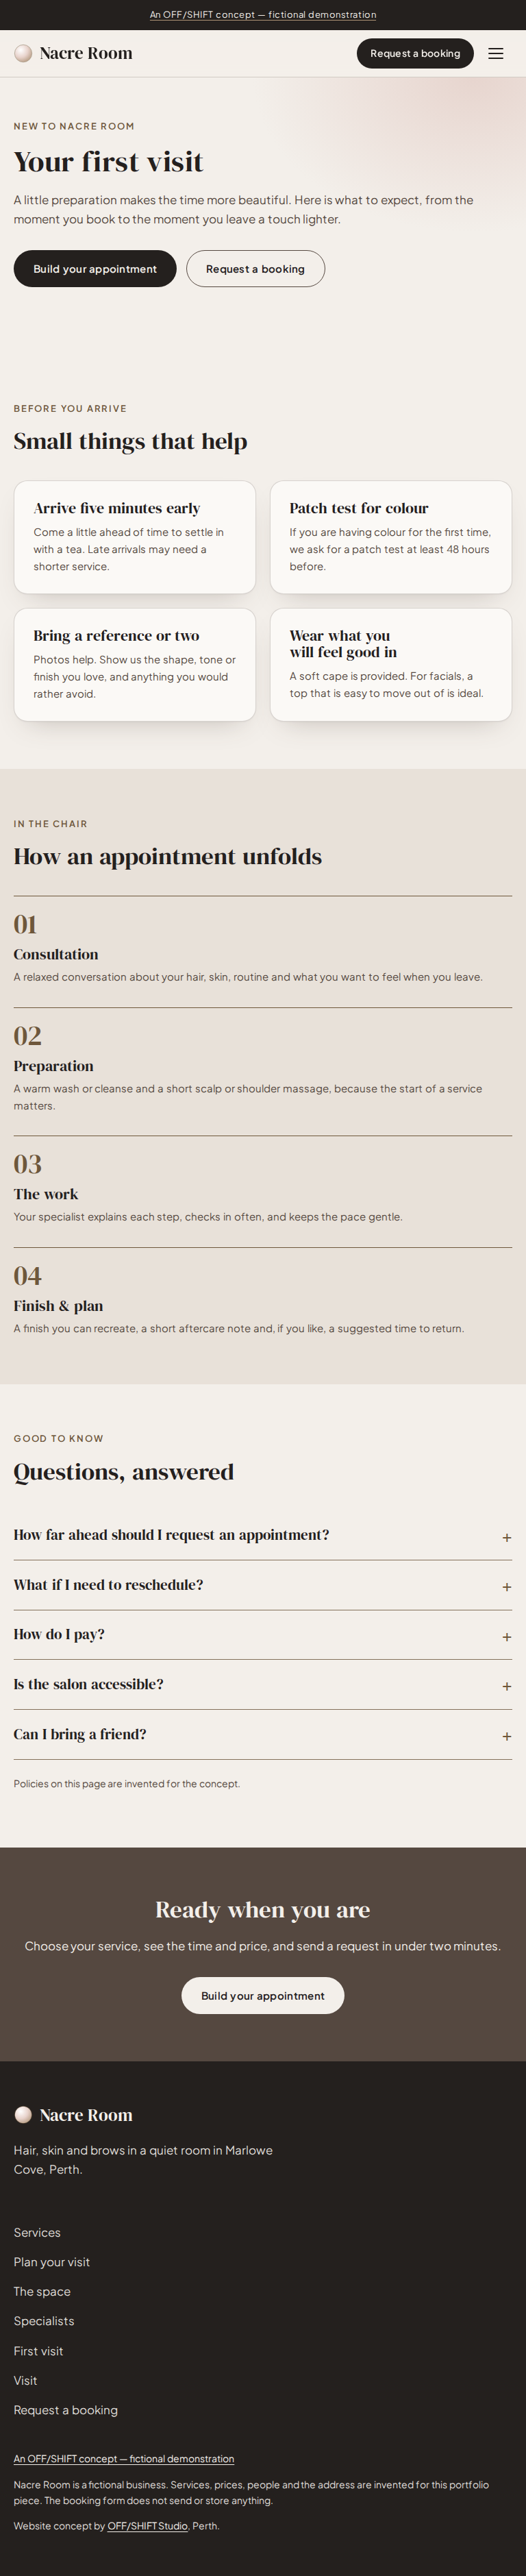 An OFF/SHIFT concept — fictional demonstration
Nacre Room
Request a booking
NEW TO NACRE ROOM
Your first visit
A little preparation makes the time more beautiful. Here is what to expect, from the
moment you book to the moment you leave a touch lighter.
Build your appointment
Request a booking
BEFORE YOU ARRIVE
Small things that help
Arrive five minutes early
Come a little ahead of time to settle in
with a tea. Late arrivals may need a
shorter service.
Patch test for colour
If you are having colour for the first time,
we ask for a patch test at least 48 hours
before.
Bring a reference or two
Photos help. Show us the shape, tone or
finish you love, and anything you would
rather avoid.
Wear what you
will feel good in
A soft cape is provided. For facials, a
top that is easy to move out of is ideal.
IN THE CHAIR
How an appointment unfolds
01
Consultation
A relaxed conversation about your hair, skin, routine and what you want to feel when you leave.
02
Preparation
A warm wash or cleanse and a short scalp or shoulder massage, because the start of a service
matters.
03
The work
Your specialist explains each step, checks in often, and keeps the pace gentle.
04
Finish & plan
A finish you can recreate, a short aftercare note and, if you like, a suggested time to return.
GOOD TO KNOW
Questions, answered
How far ahead should I request an appointment? +
What if I need to reschedule? +
How do I pay? +
Is the salon accessible? +
Can I bring a friend? +
Policies on this page are invented for the concept.
Ready when you are
Choose your service, see the time and price, and send a request in under two minutes.
Build your appointment
Nacre Room
Hair, skin and brows in a quiet room in Marlowe
Cove, Perth.
Services
Plan your visit
The space
Specialists
First visit
Visit
Request a booking
An OFF/SHIFT concept — fictional demonstration
Nacre Room is a fictional business. Services, prices, people and the address are invented for this portfolio
piece. The booking form does not send or store anything.
Website concept by OFF/SHIFT Studio, Perth.